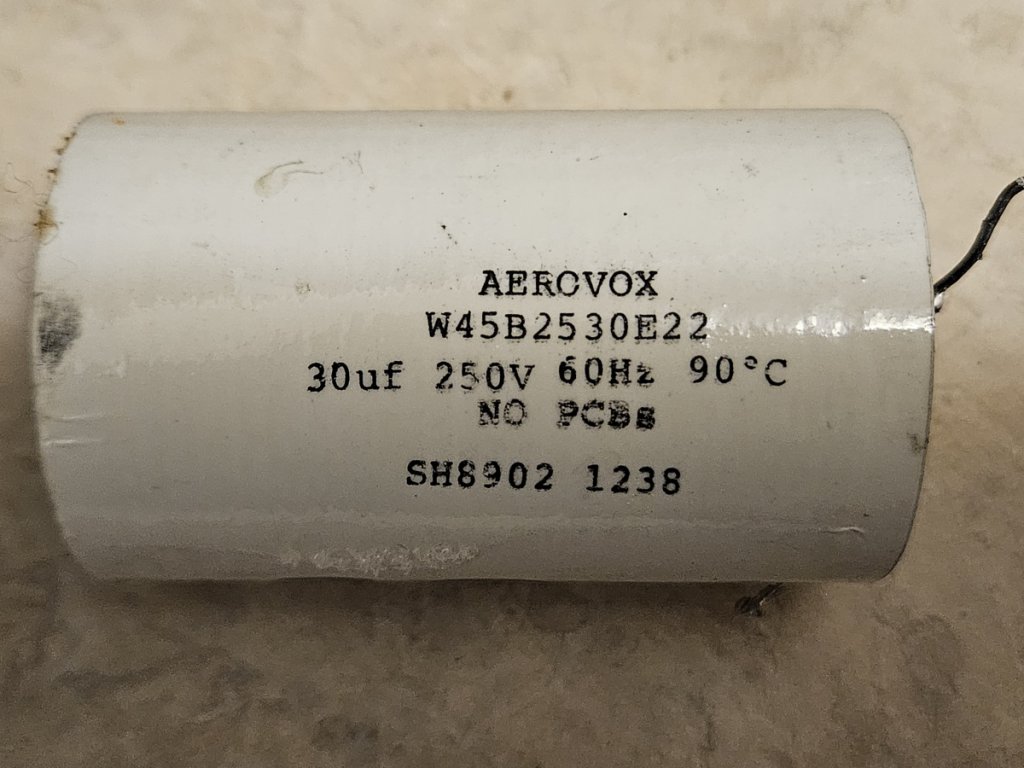 AEROVOX
W45B2530E22
30uf 250V 60Hz 90°C
NO PCBs
SH8902 1238